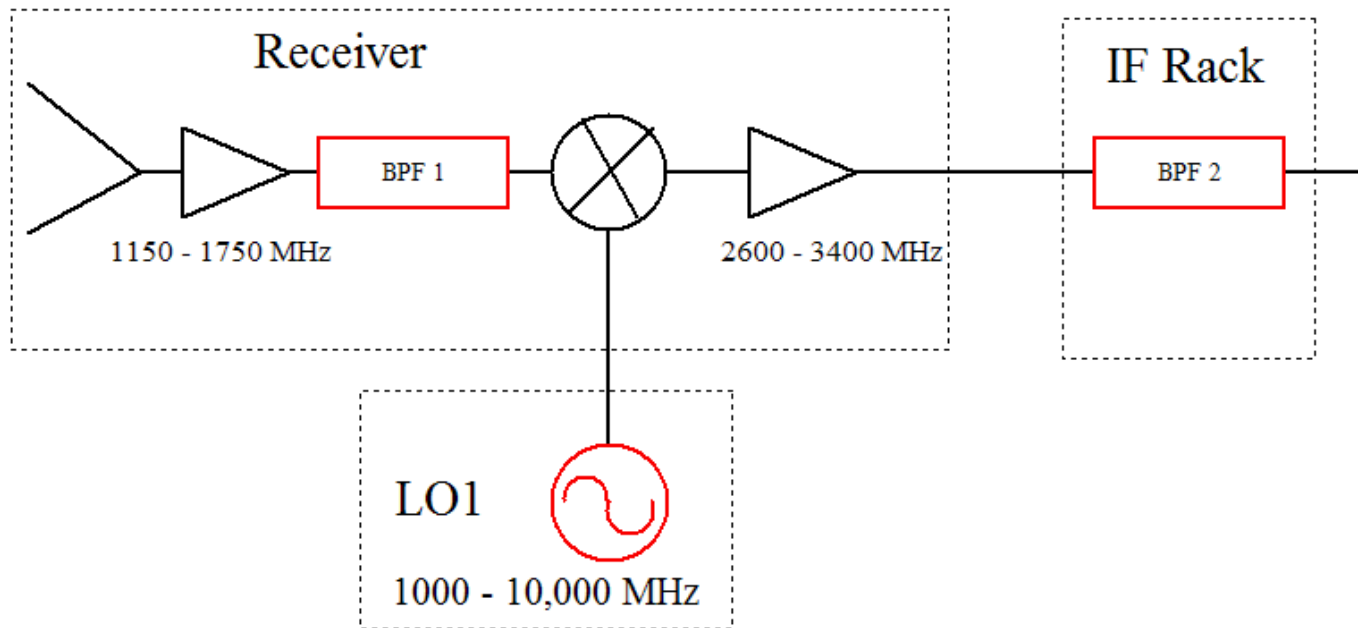 Receiver
IF Rack
BPF 1
BPF 2
1150 - 1750 MHz
2600 - 3400 MHz
LO1
1000 - 10,000 MHz